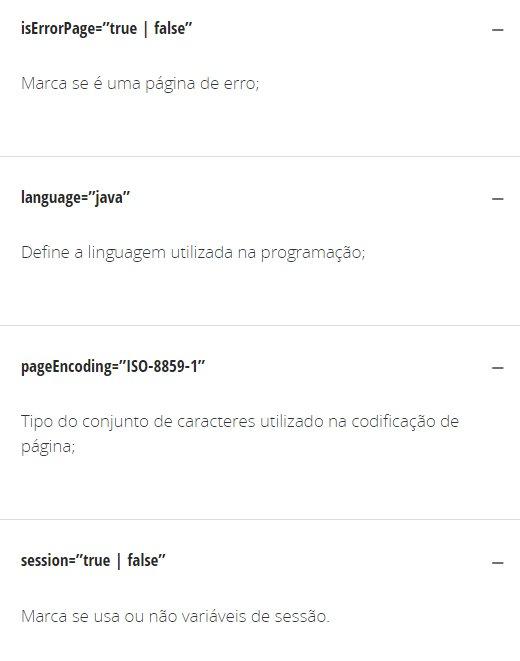 isErrorPage=”true | false”
Marca se é uma página de erro;
language=”java”
Define a linguagem utilizada na programação;
pageEncoding=”ISO-8859-1”
Tipo do conjunto de caracteres utilizado na codificação de
página;
session=”true | false”
Marca se usa ou não variáveis de sessão.